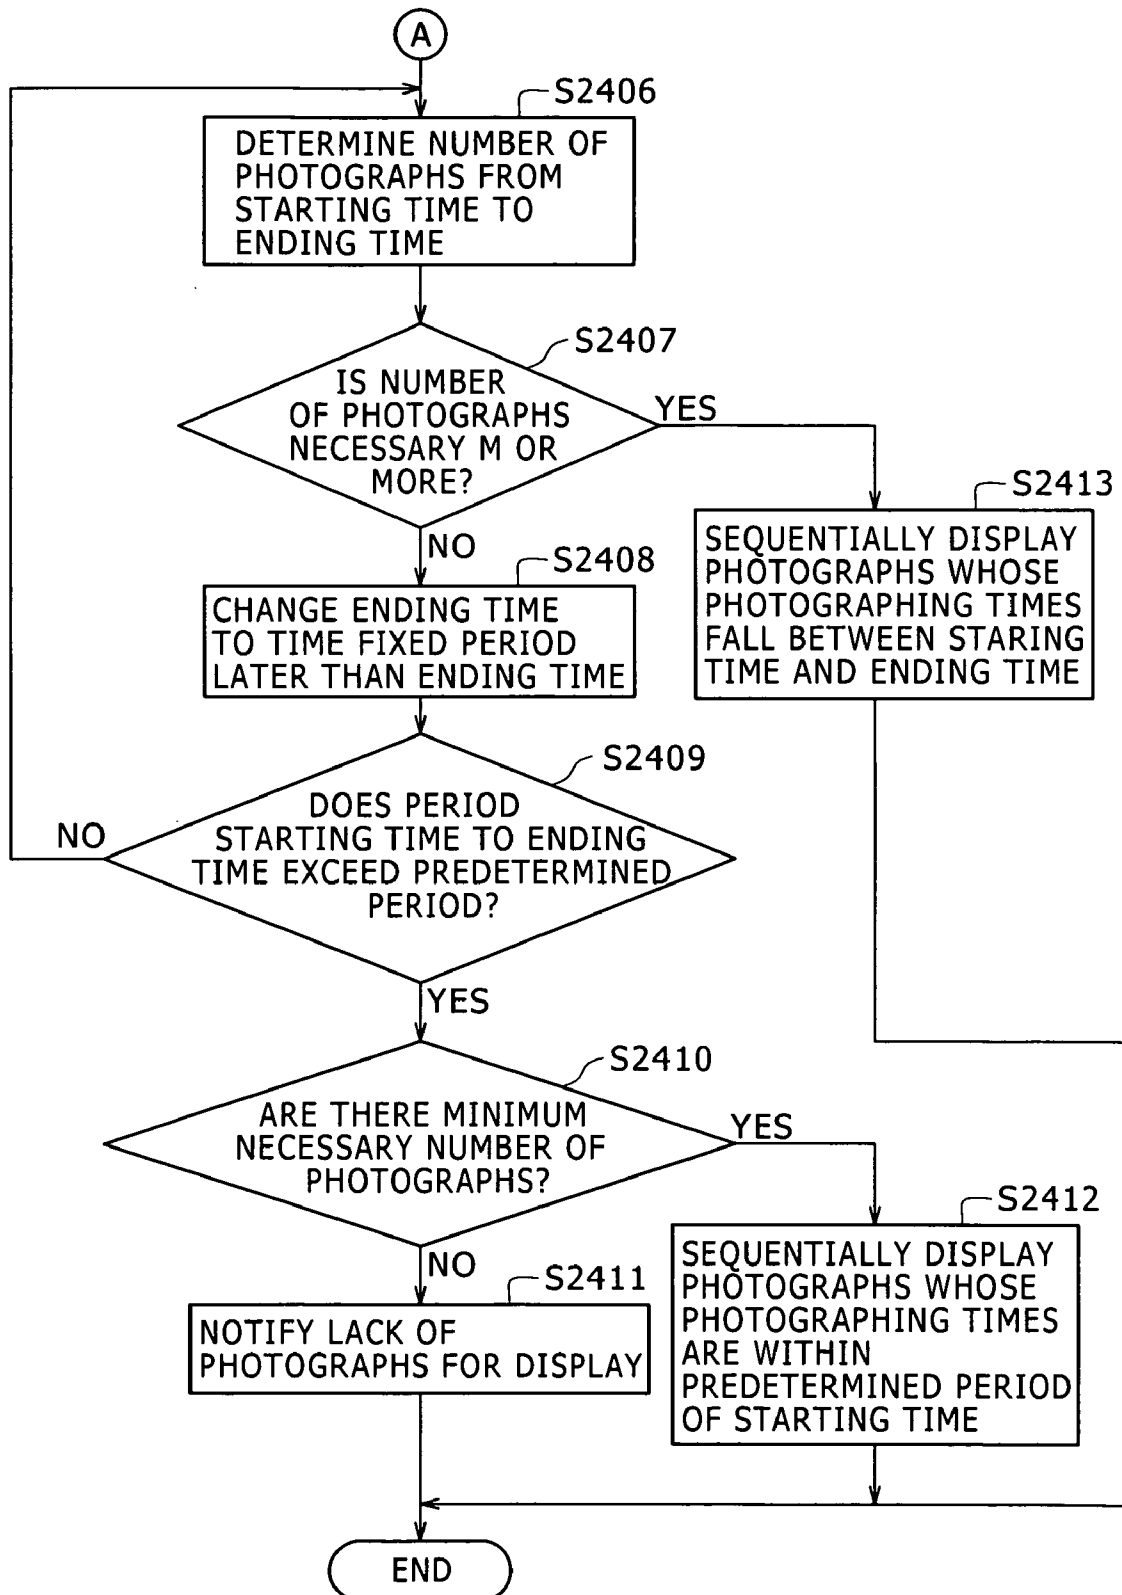 A
S2406
DETERMINE NUMBER OF
PHOTOGRAPHS FROM
STARTING TIME TO
ENDING TIME
S2407
IS NUMBER
OF PHOTOGRAPHS
NECESSARY M OR
MORE?
YES
NO
S2413
SEQUENTIALLY DISPLAY
PHOTOGRAPHS WHOSE
PHOTOGRAPHING TIMES
FALL BETWEEN STARING
TIME AND ENDING TIME
S2408
CHANGE ENDING TIME
TO TIME FIXED PERIOD
LATER THAN ENDING TIME
S2409
DOES PERIOD
STARTING TIME TO ENDING
TIME EXCEED PREDETERMINED
PERIOD?
NO
YES
S2410
ARE THERE MINIMUM
NECESSARY NUMBER OF
PHOTOGRAPHS?
YES
NO
S2412
SEQUENTIALLY DISPLAY
PHOTOGRAPHS WHOSE
PHOTOGRAPHING TIMES
ARE WITHIN
PREDETERMINED PERIOD
OF STARTING TIME
S2411
NOTIFY LACK OF
PHOTOGRAPHS FOR DISPLAY
END